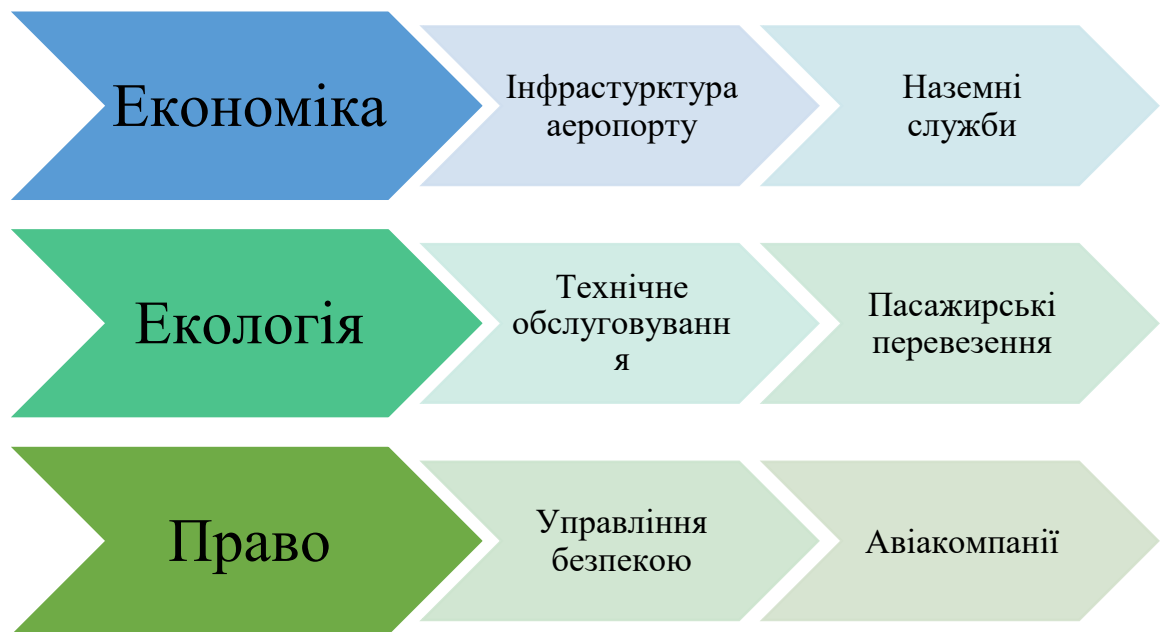 Економіка
Інфрастурктура
аеропорту
Наземні
служби
Екологія
Технічне
обслуговуванн
я
Пасажирські
перевезення
Право
Управління
безпекою
Авіакомпанії